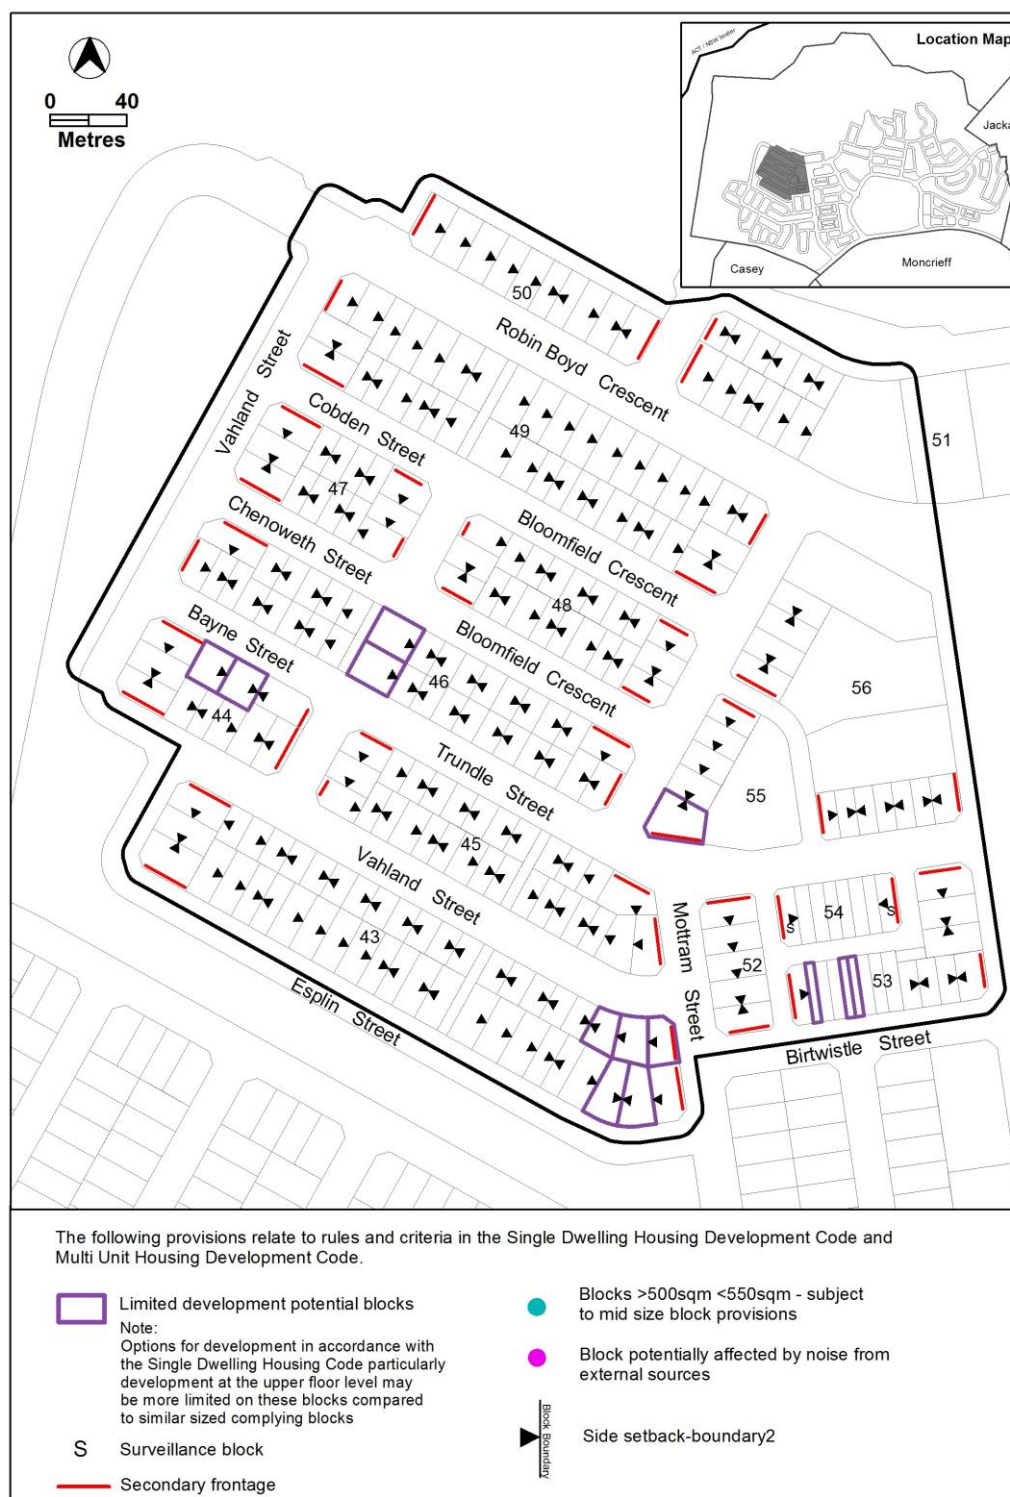 0 40
Metres
ACT / NSW border
Location Map
Jacka
Casey
Moncrieff
50
Robin Boyd Crescent
Vahland Street
Cobden Street
49
51
47
Chenoweth Street
Bloomfield Crescent
48
Bayne Street
Bloomfield Crescent
46
56
44
Trundle Street
55
45
Vahland Street
43
Mottram Street
54
S
S
52
53
Esplin Street
Birtwistle Street
The following provisions relate to rules and criteria in the Single Dwelling Housing Development Code and
Multi Unit Housing Development Code.
Limited development potential blocks
Note:
Options for development in accordance with
the Single Dwelling Housing Code particularly
development at the upper floor level may
be more limited on these blocks compared
to similar sized complying blocks
S Surveillance block
Secondary frontage
Blocks >500sqm <550sqm - subject
to mid size block provisions
Block potentially affected by noise from
external sources
Block Boundary
Side setback-boundary2